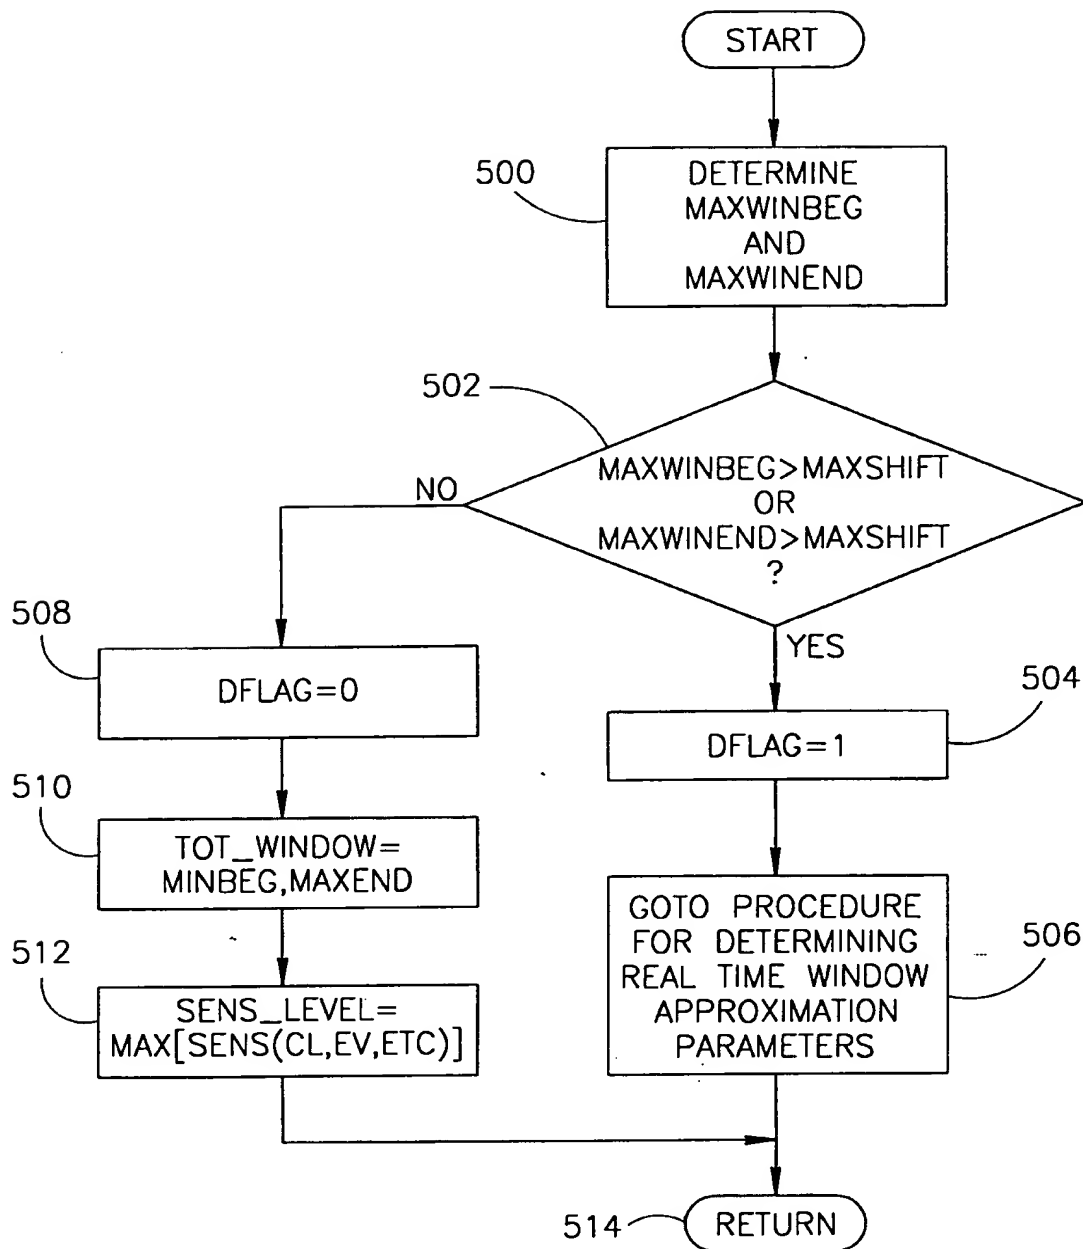 START
500
DETERMINE
MAXWINBEG
AND
MAXWINEND
502
MAXWINBEG>MAXSHIFT
OR
MAXWINEND>MAXSHIFT
?
NO
YES
508
DFLAG=0
504
DFLAG=1
510
TOT_WINDOW=
MINBEG,MAXEND
506
GOTO PROCEDURE
FOR DETERMINING
REAL TIME WINDOW
APPROXIMATION
PARAMETERS
512
SENS_LEVEL=
MAX[SENS(CL,EV,ETC)]
514
RETURN